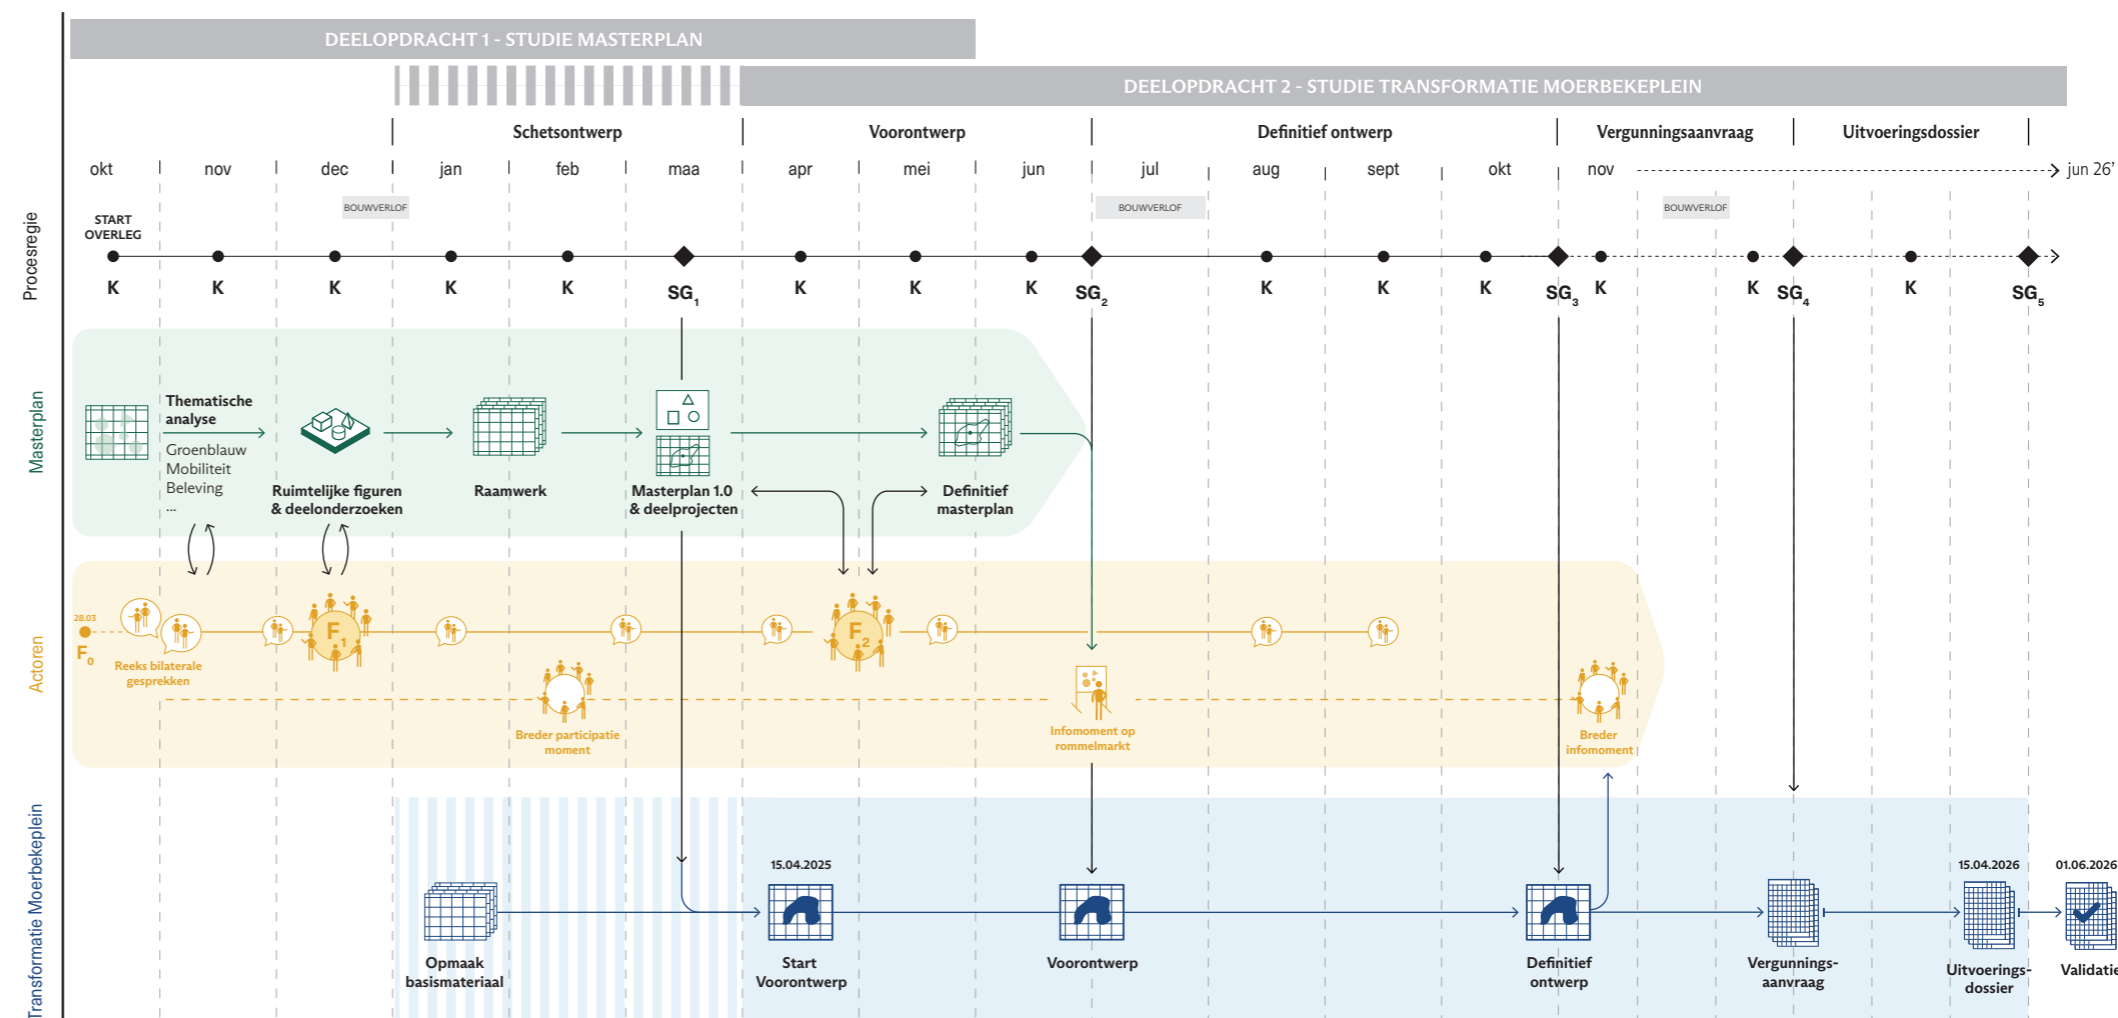 DEELOPDRACHT 1 - STUDIE MASTERPLAN
DEELOPDRACHT 2 - STUDIE TRANSFORMATIE MOERBEKEPLEIN
Schetsontwerp
Voorontwerp
Definitief ontwerp
Vergunningsaanvraag
Uitvoeringsdossier
okt
nov
dec
jan
feb
maa
apr
mei
jun
jul
aug
sept
okt
nov
jun 26'
BOUWVERLOF
BOUWVERLOF
BOUWVERLOF
Procesregie
START
OVERLEG
K
K
K
K
K
SG1
K
K
K
SG2
K
K
K
SG3
K
K
SG4
K
SG5
Masterplan
Thematische
analyse
Groenblauw
Mobiliteit
Beleving
...
Ruimtelijke figuren
& deelonderzoeken
Raamwerk
Masterplan 1.0
& deelprojecten
Definitief
masterplan
Actoren
28.03
F0
Reeks bilaterale
gesprekken
F1
F2
Breder participatie
moment
Infomoment op
rommelmarkt
Breder
infomoment
Transformatie Moerbekeplein
Opmaak
basismateriaal
15.04.2025
Start
Voorontwerp
Voorontwerp
Definitief
ontwerp
Vergunnings-
aanvraag
15.04.2026
Uitvoerings-
dossier
01.06.2026
Validatie